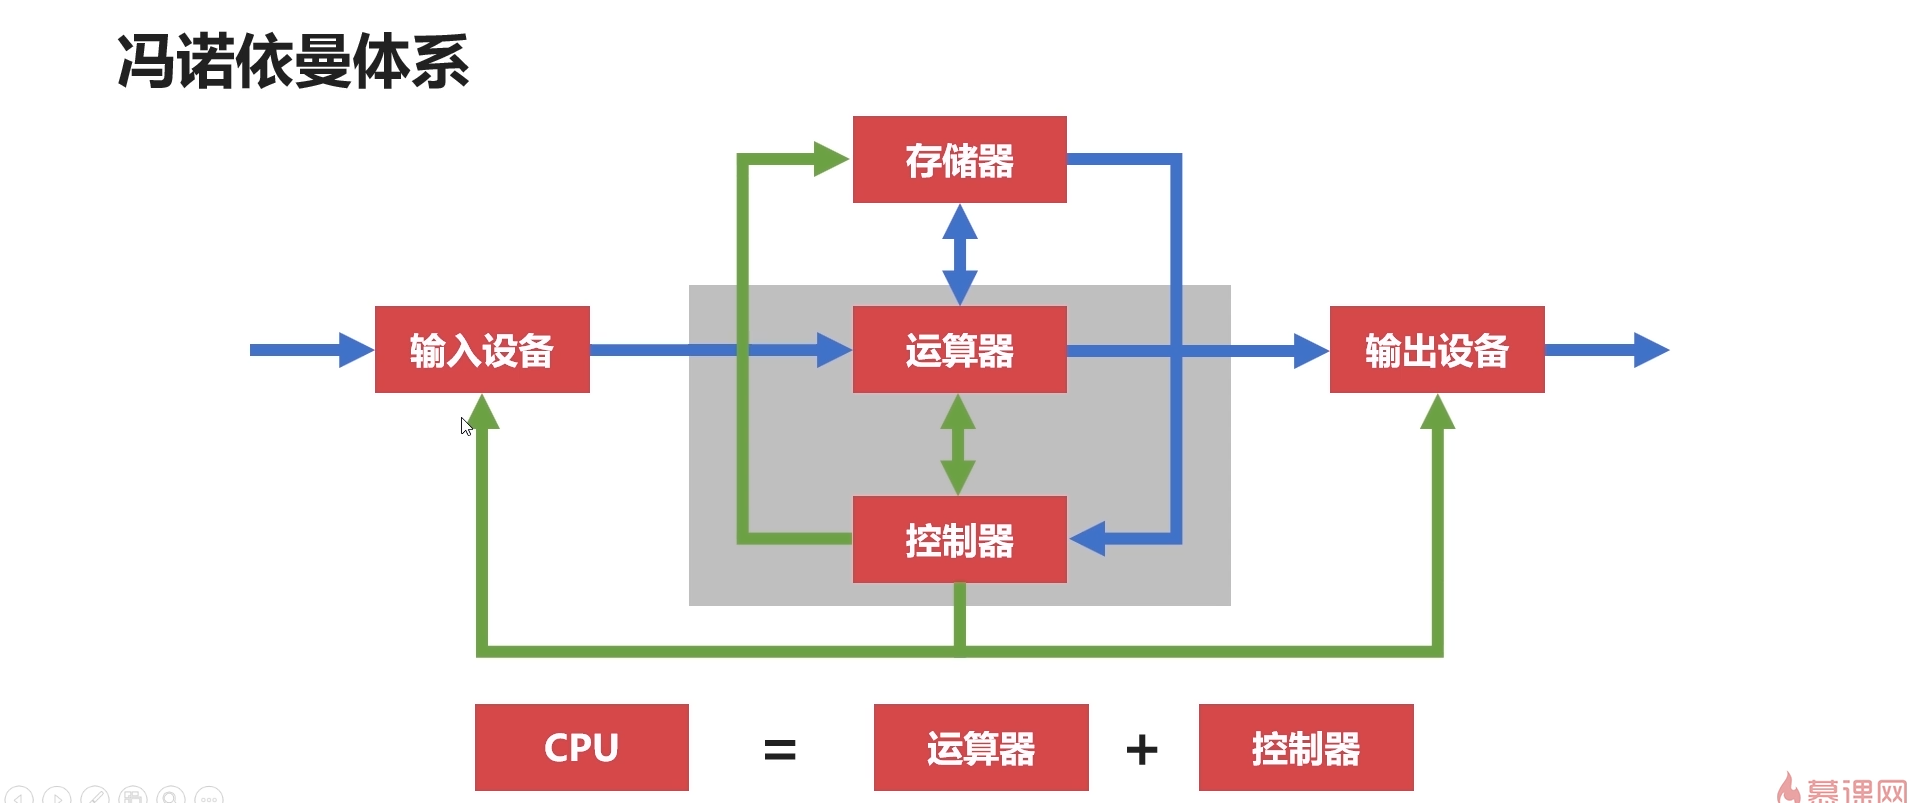 冯诺依曼体系
存储器
输入设备
运算器
输出设备
控制器
CPU = 运算器 + 控制器
慕课网